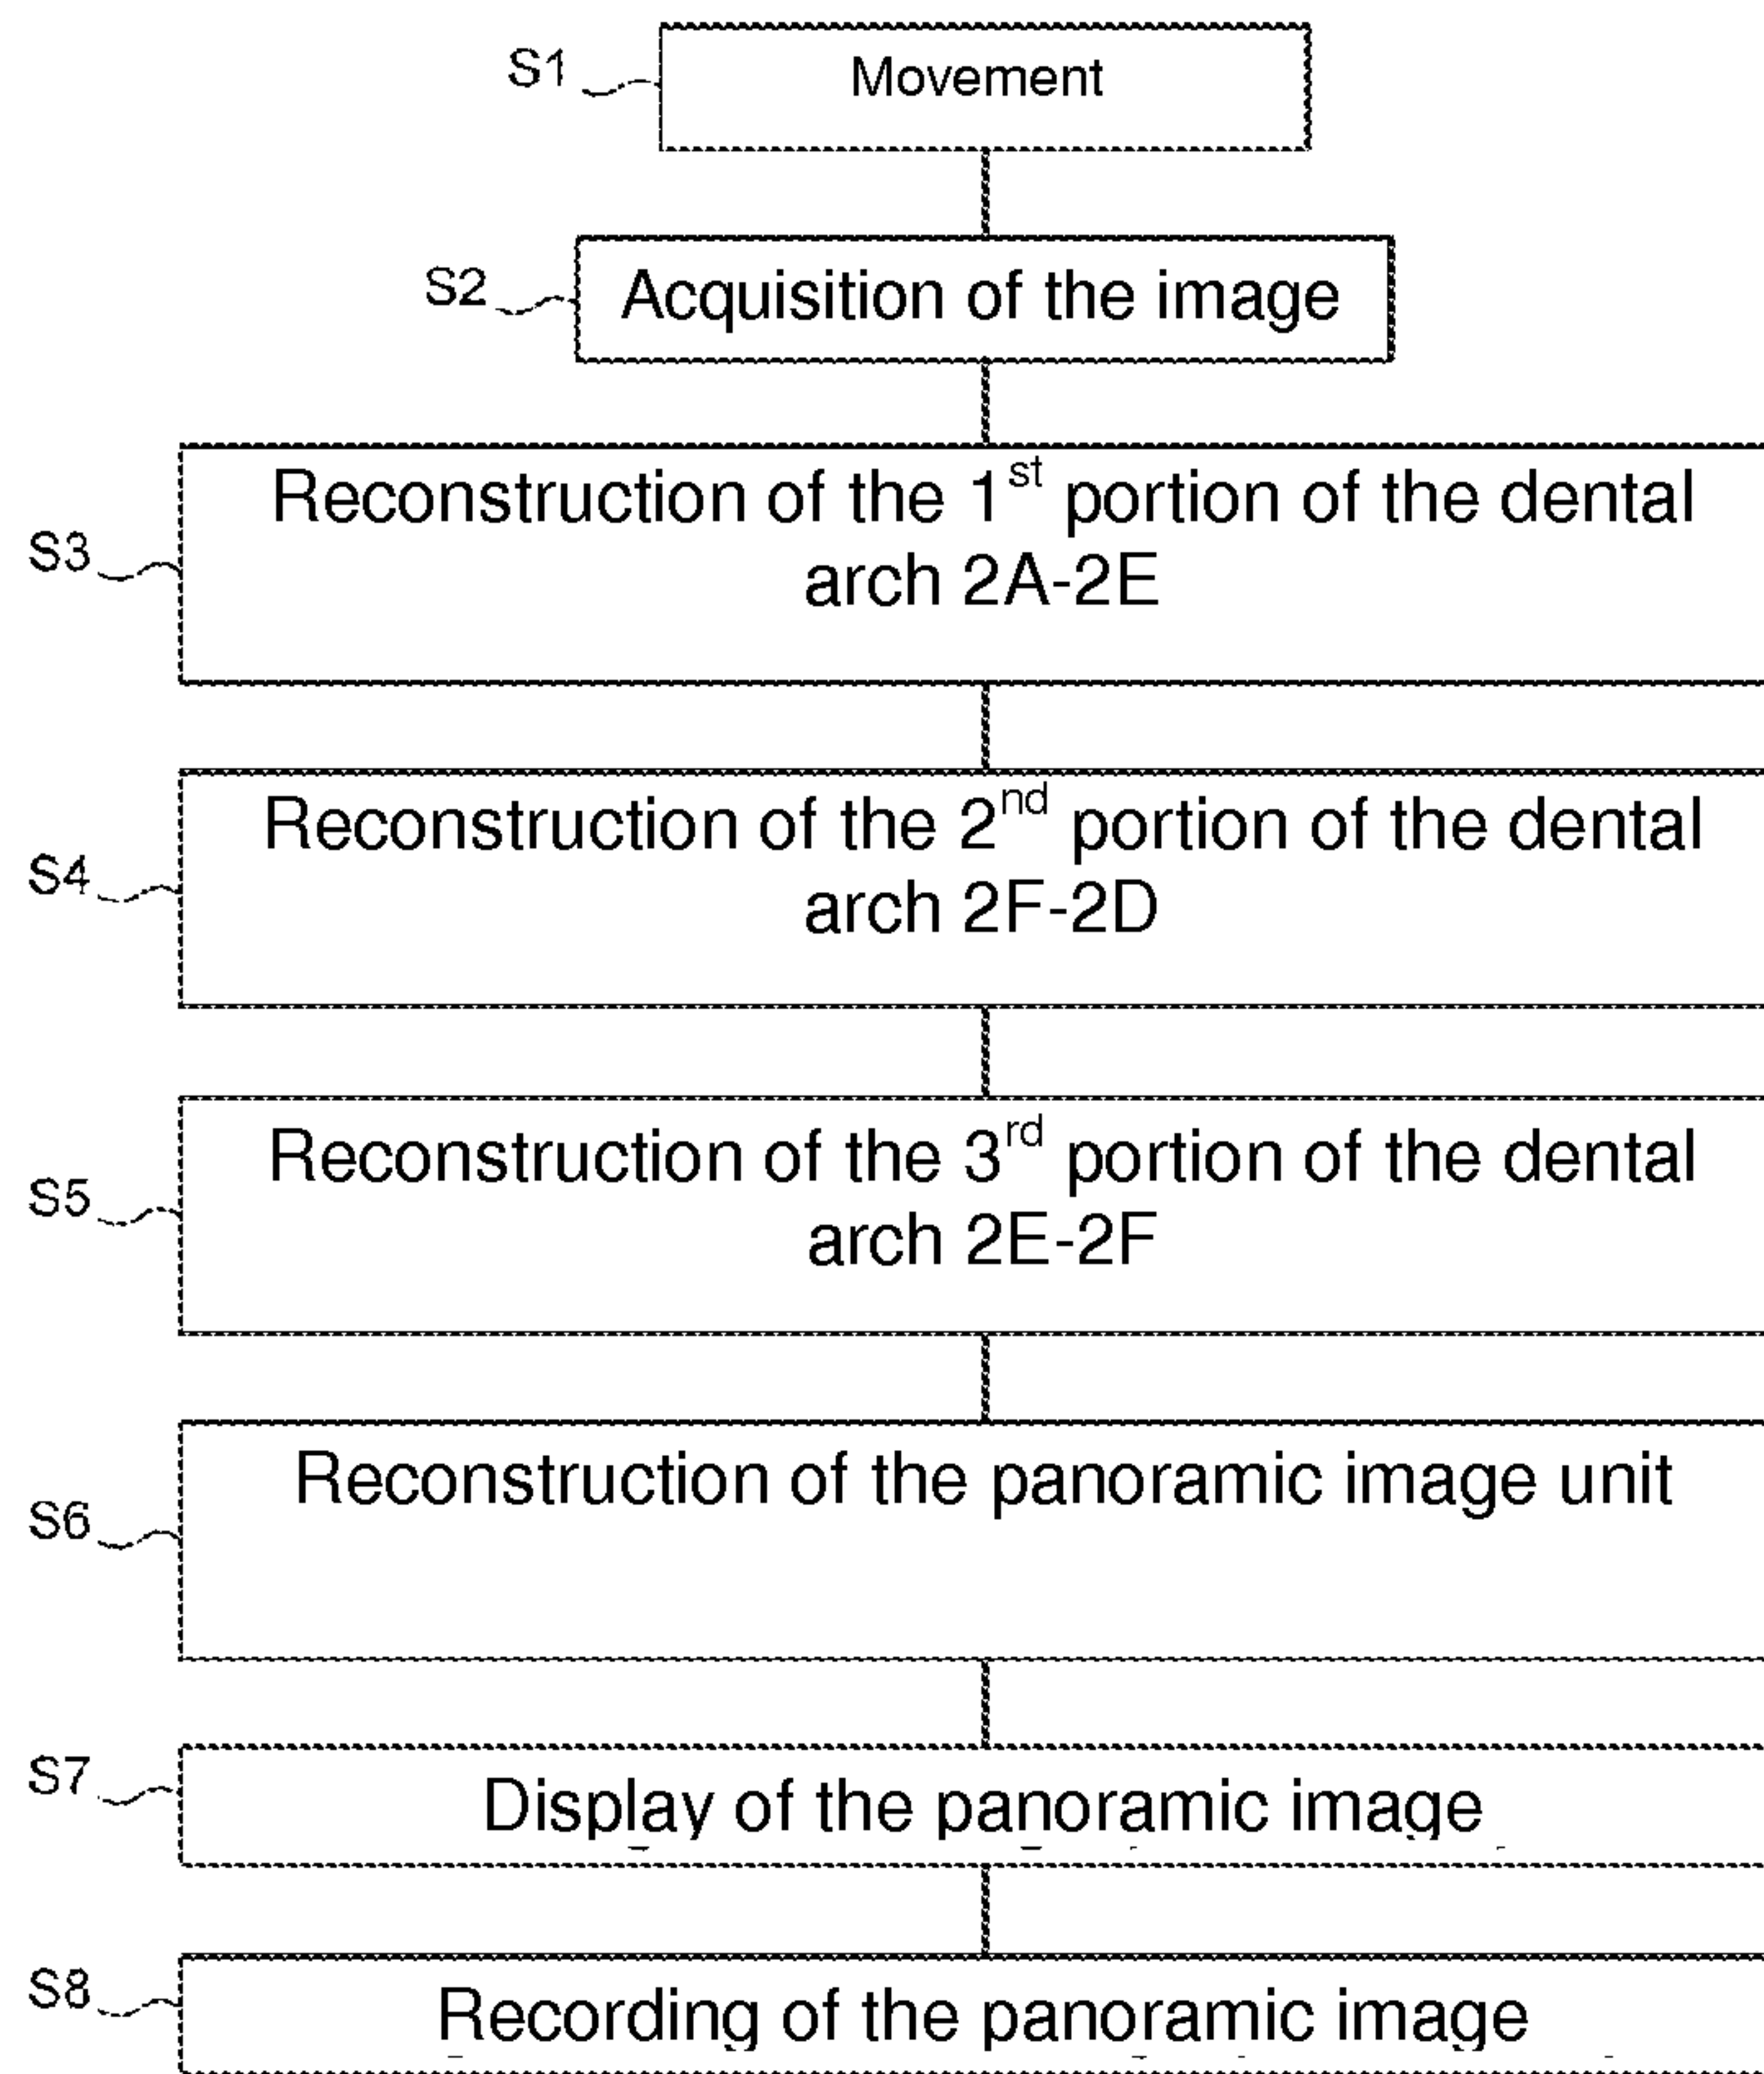 S1
Movement
S2
Acquisition of the image
S3
Reconstruction of the 1st portion of the dental
arch 2A-2E
S4
Reconstruction of the 2nd portion of the dental
arch 2F-2D
S5
Reconstruction of the 3rd portion of the dental
arch 2E-2F
S6
Reconstruction of the panoramic image unit
S7
Display of the panoramic image
S8
Recording of the panoramic image